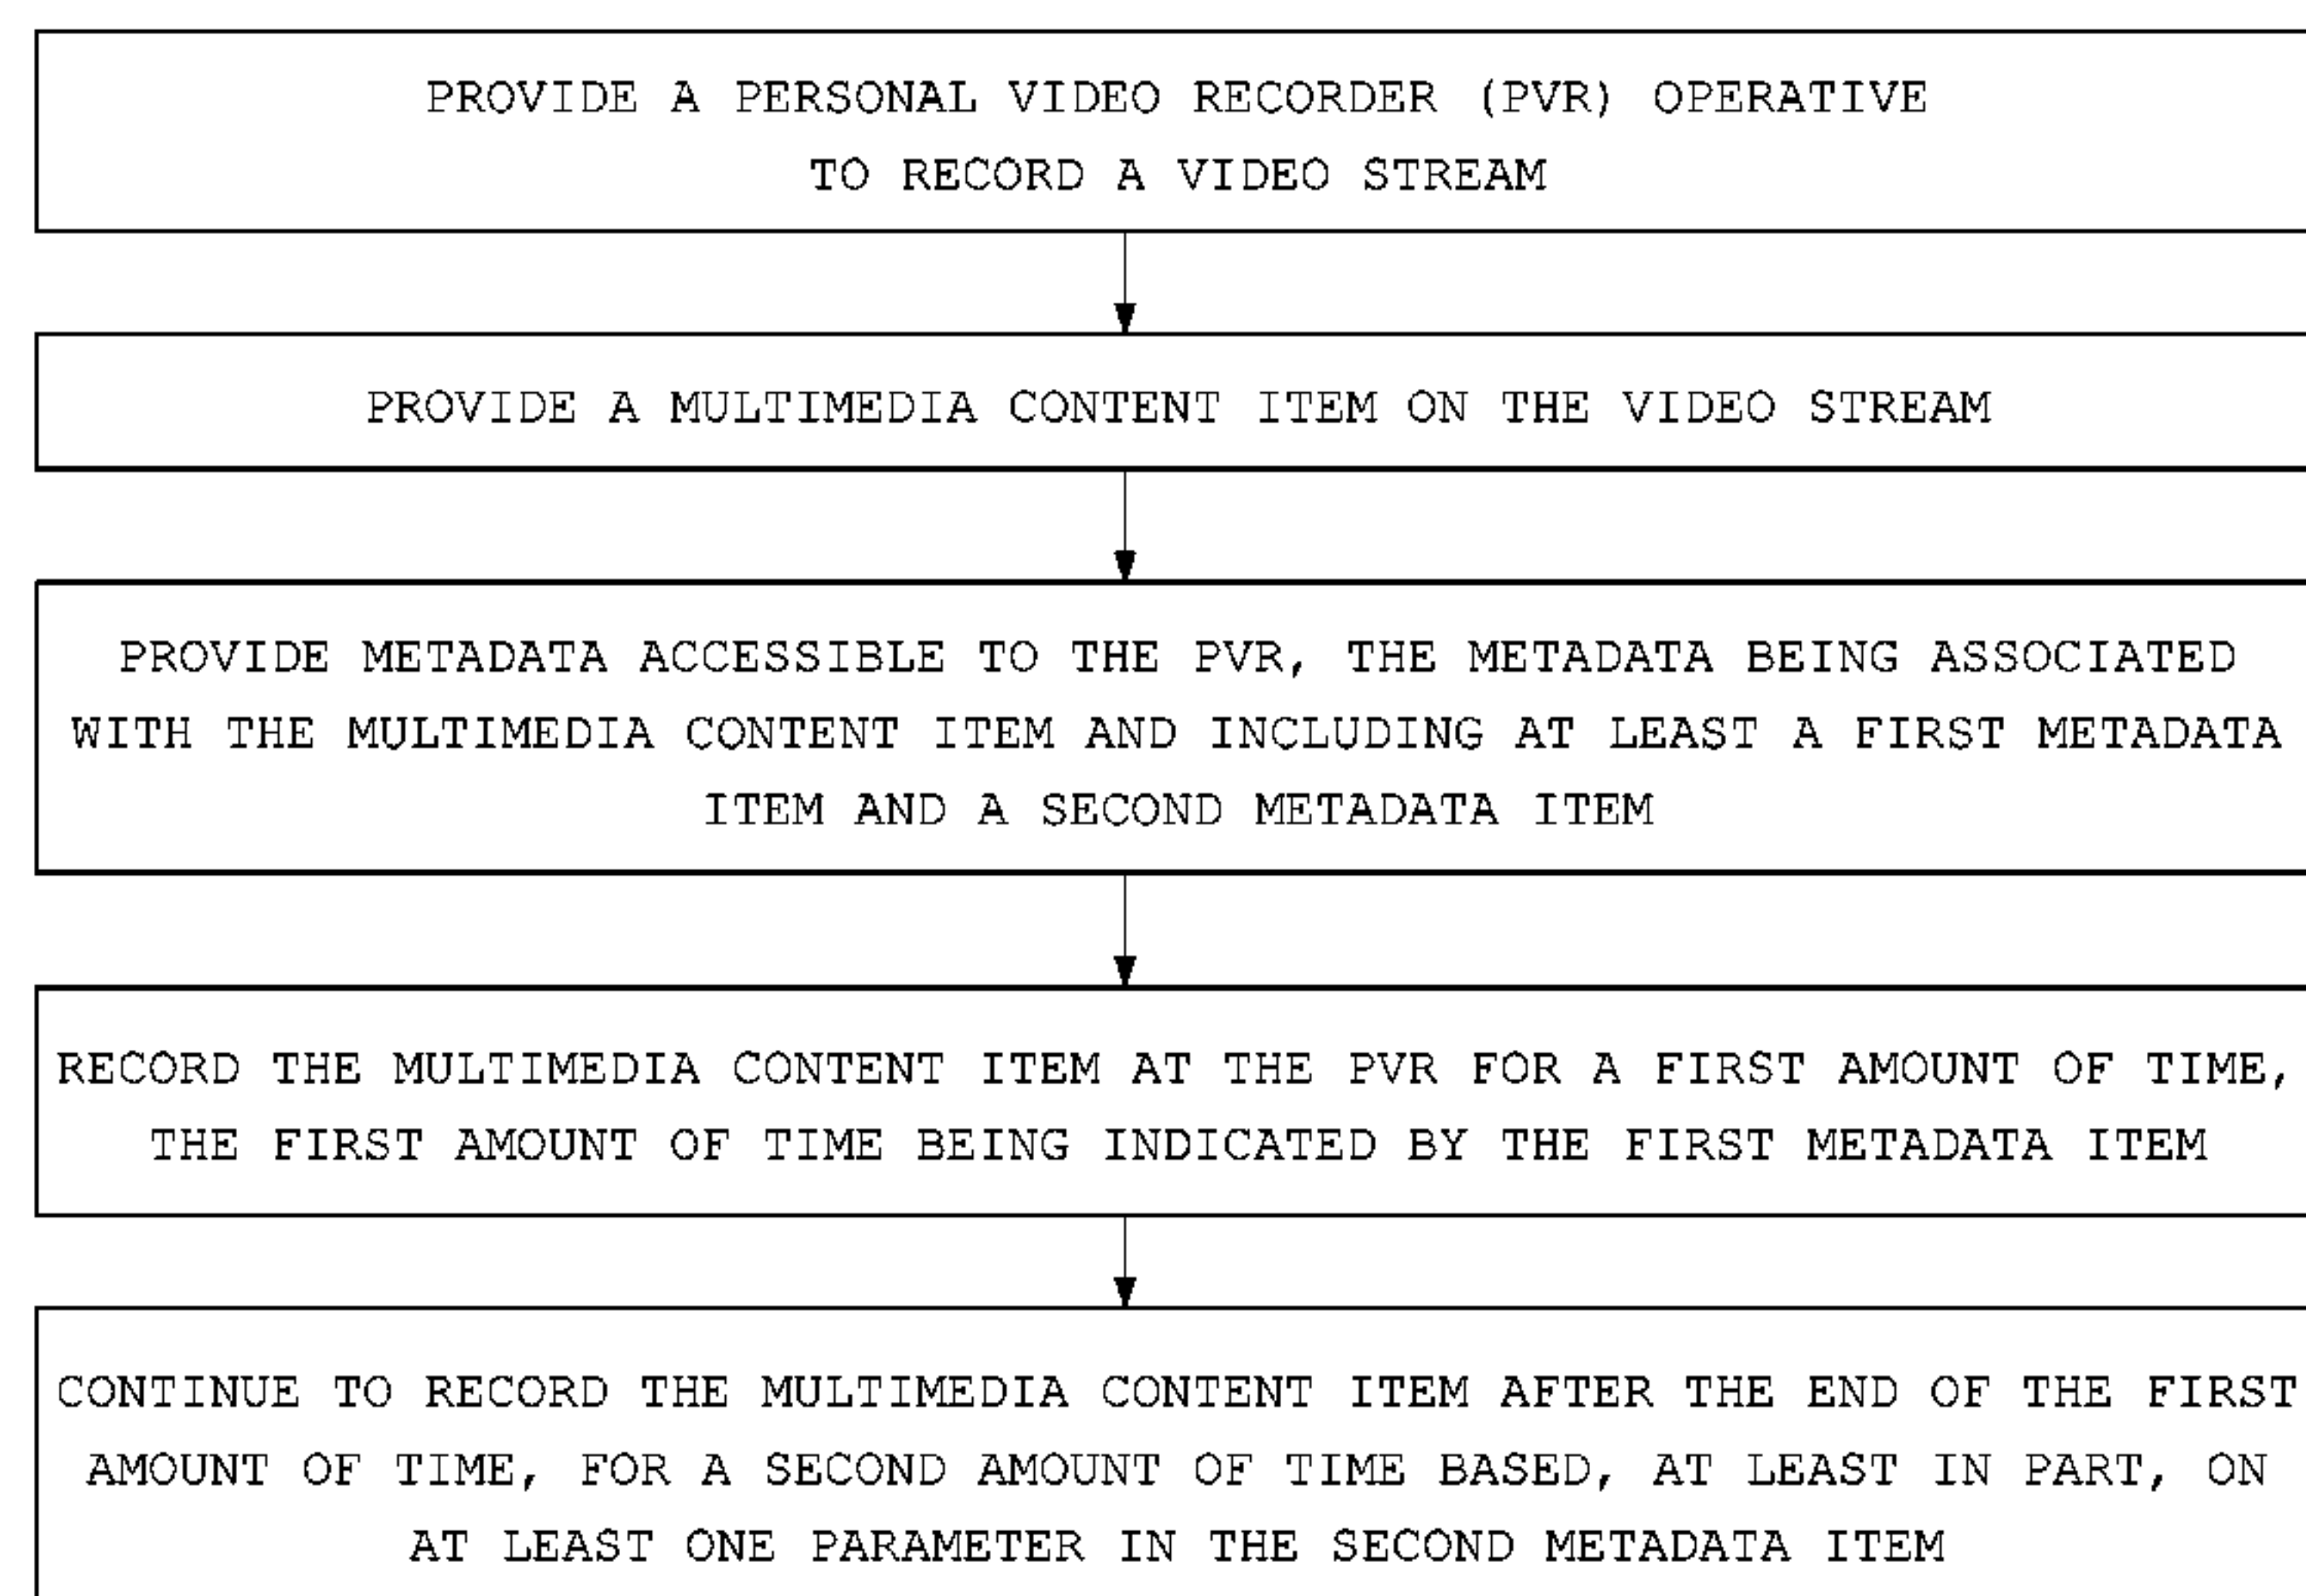 PROVIDE A PERSONAL VIDEO RECORDER (PVR) OPERATIVE
TO RECORD A VIDEO STREAM
PROVIDE A MULTIMEDIA CONTENT ITEM ON THE VIDEO STREAM
PROVIDE METADATA ACCESSIBLE TO THE PVR, THE METADATA BEING ASSOCIATED
WITH THE MULTIMEDIA CONTENT ITEM AND INCLUDING AT LEAST A FIRST METADATA
ITEM AND A SECOND METADATA ITEM
RECORD THE MULTIMEDIA CONTENT ITEM AT THE PVR FOR A FIRST AMOUNT OF TIME,
THE FIRST AMOUNT OF TIME BEING INDICATED BY THE FIRST METADATA ITEM
CONTINUE TO RECORD THE MULTIMEDIA CONTENT ITEM AFTER THE END OF THE FIRST
AMOUNT OF TIME, FOR A SECOND AMOUNT OF TIME BASED, AT LEAST IN PART, ON
AT LEAST ONE PARAMETER IN THE SECOND METADATA ITEM